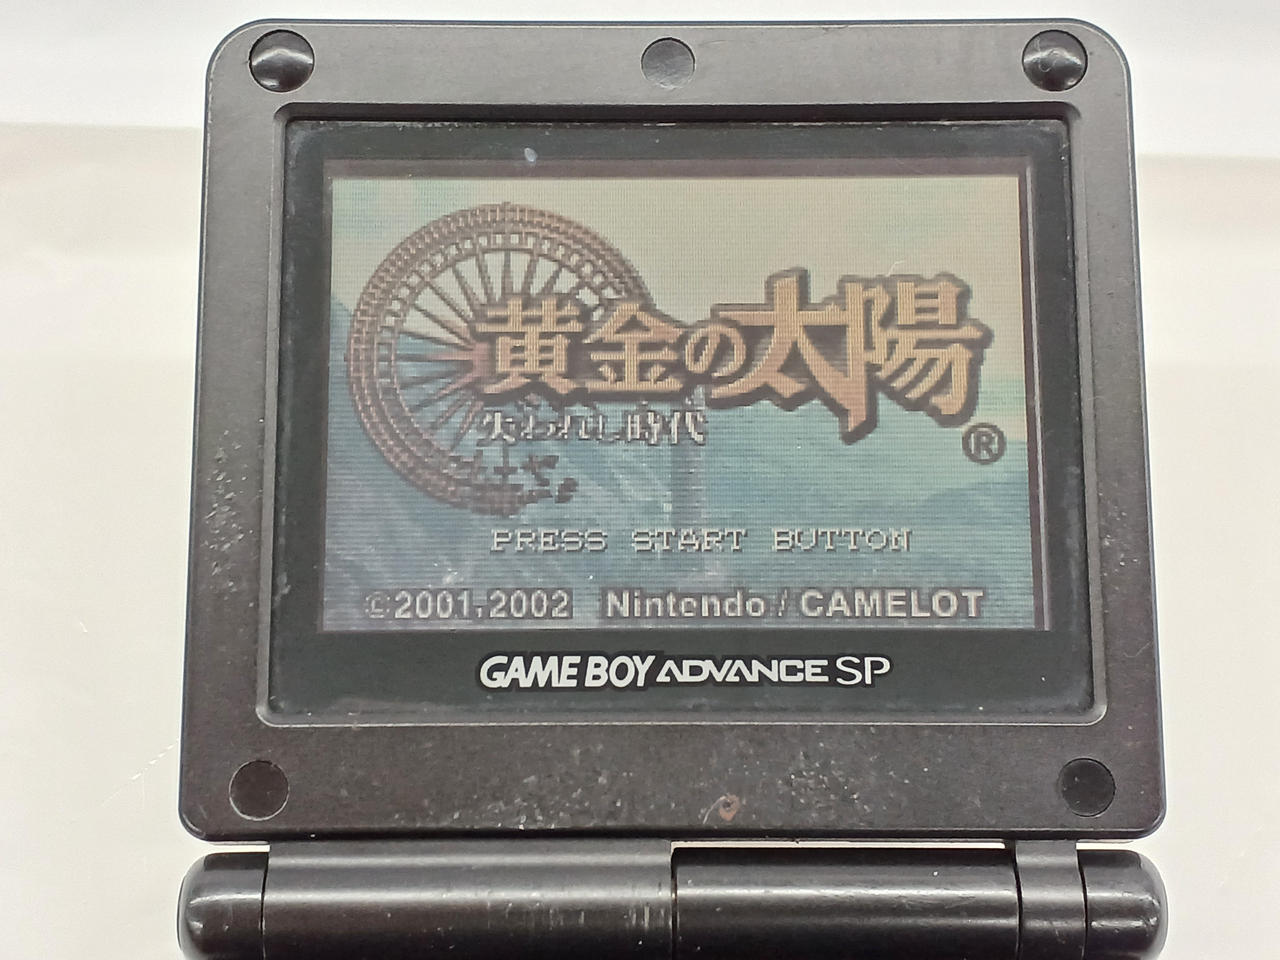 黄金の太陽
失われし時代
®
PRESS START BUTTON
©2001,2002 Nintendo / CAMELOT
GAME BOY ADVANCE SP